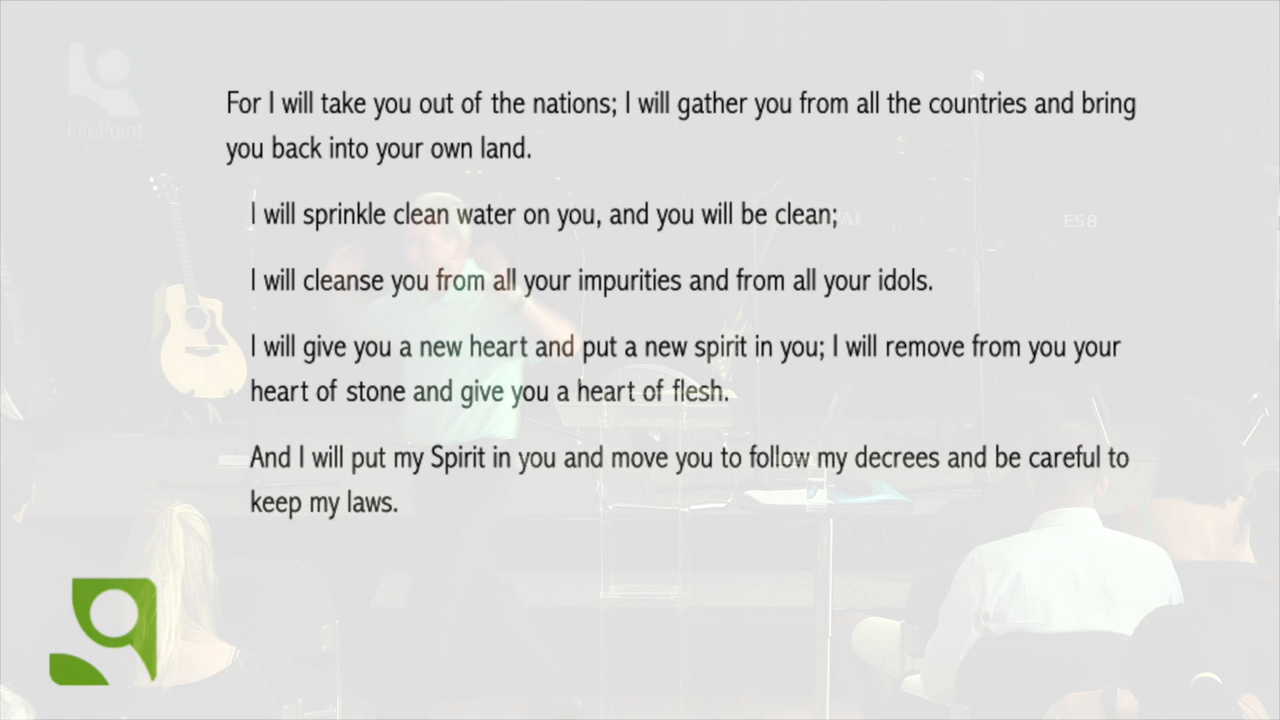 LifePoint
For I will take you out of the nations; I will gather you from all the countries and bring
you back into your own land.
I will sprinkle clean water on you, and you will be clean;
I will cleanse you from all your impurities and from all your idols.
I will give you a new heart and put a new spirit in you; I will remove from you your
heart of stone and give you a heart of flesh.
And I will put my Spirit in you and move you to follow my decrees and be careful to
keep my laws.
ES8